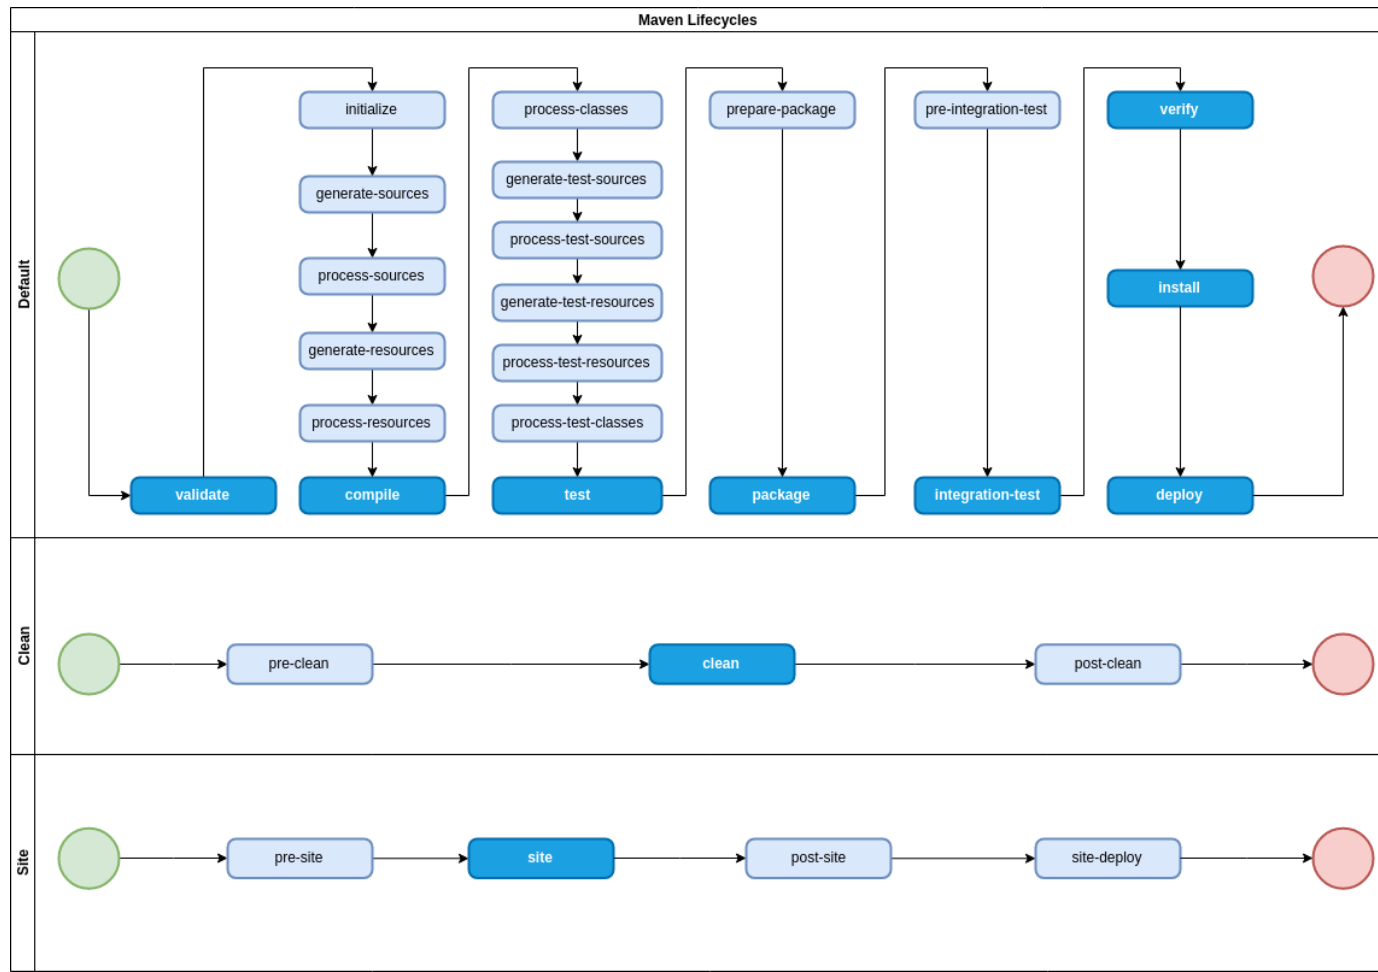 Maven Lifecycles
Default
validate
initialize
generate-sources
process-sources
generate-resources
process-resources
compile
process-classes
generate-test-sources
process-test-sources
generate-test-resources
process-test-resources
process-test-classes
test
prepare-package
package
pre-integration-test
integration-test
verify
install
deploy
Clean
pre-clean
clean
post-clean
Site
pre-site
site
post-site
site-deploy